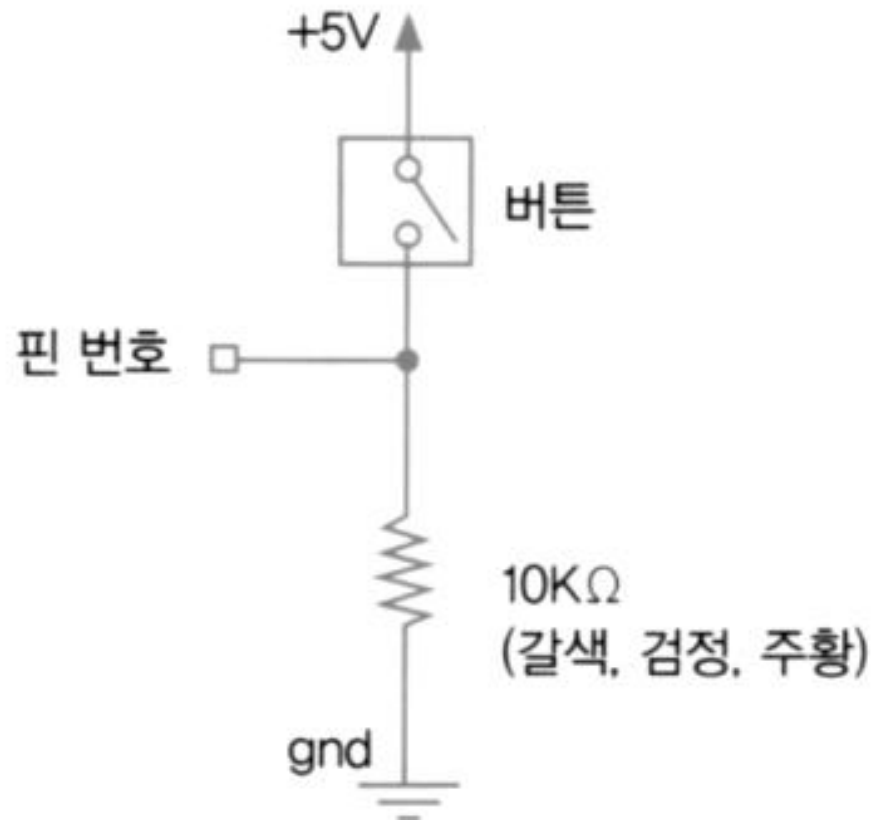 +5V
버튼
핀 번호
10KΩ
(갈색, 검정, 주황)
gnd